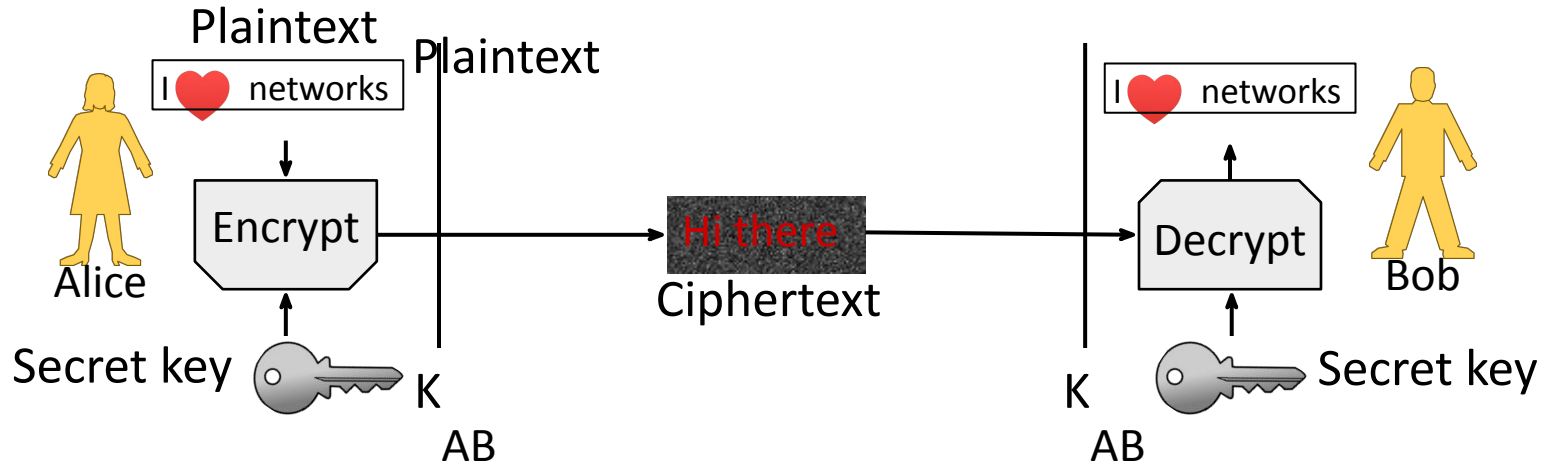 Plaintext
Plaintext
I ❤ networks
I ❤ networks
Encrypt
Hi there
Decrypt
Alice
Ciphertext
Bob
Secret key
K
AB
K
AB
Secret key